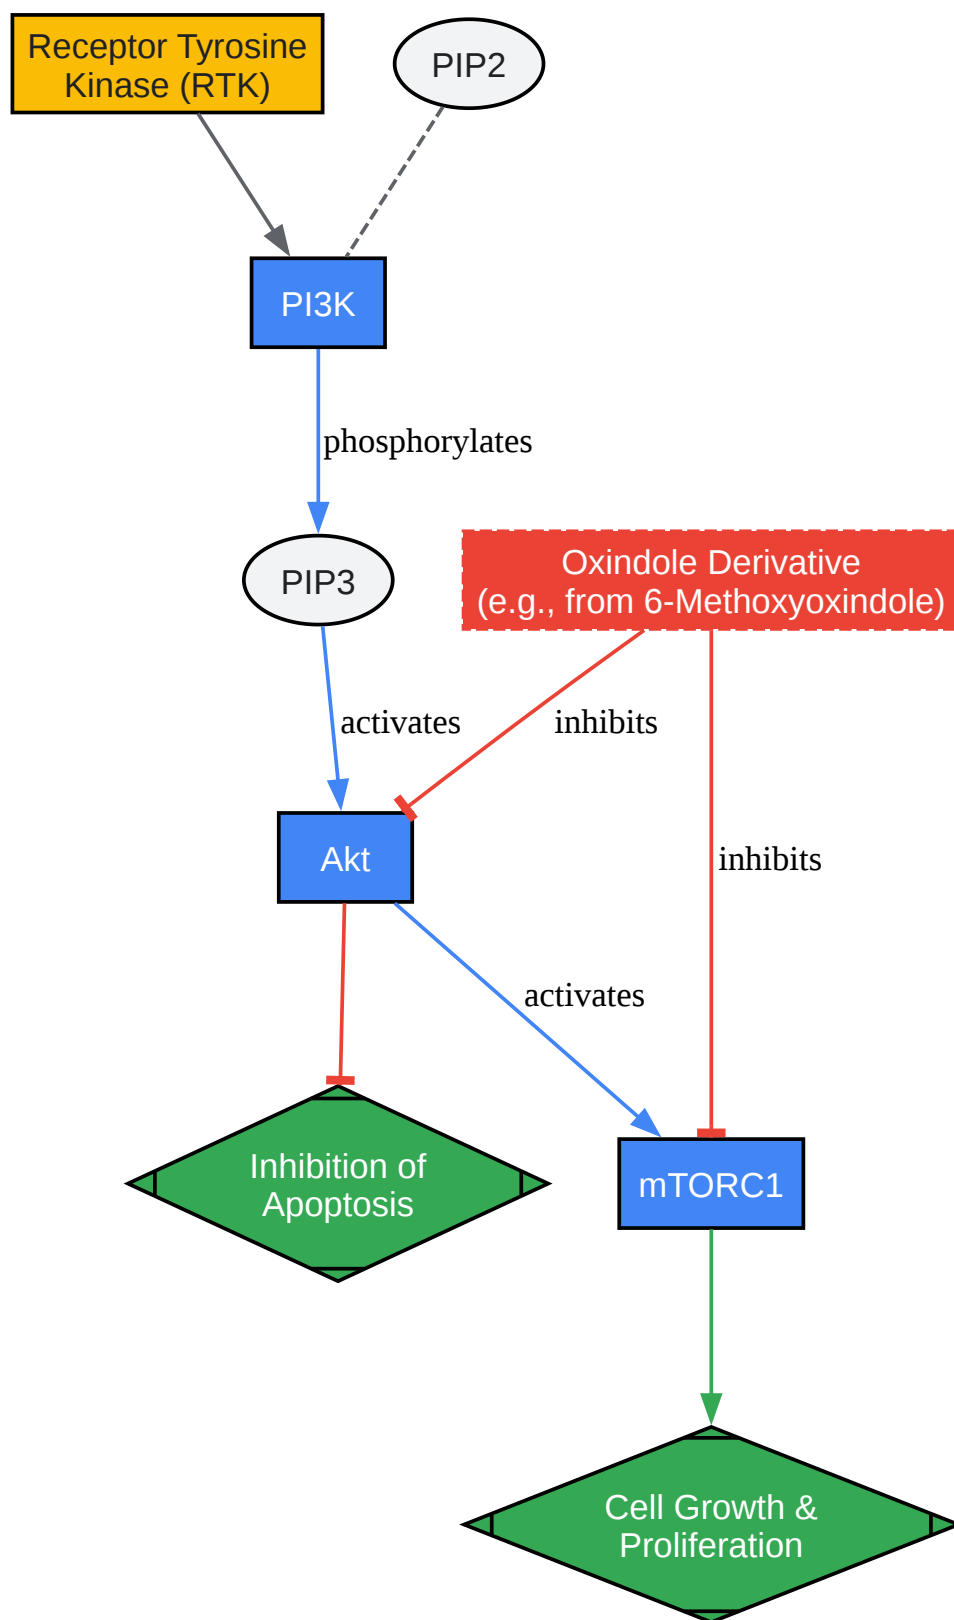 Receptor Tyrosine
Kinase (RTK)
PIP2
PI3K
phosphorylates
PIP3
Oxindole Derivative
(e.g., from 6-Methoxyoxindole)
activates
inhibits
Akt
inhibits
activates
Inhibition of
Apoptosis
mTORC1
Cell Growth &
Proliferation